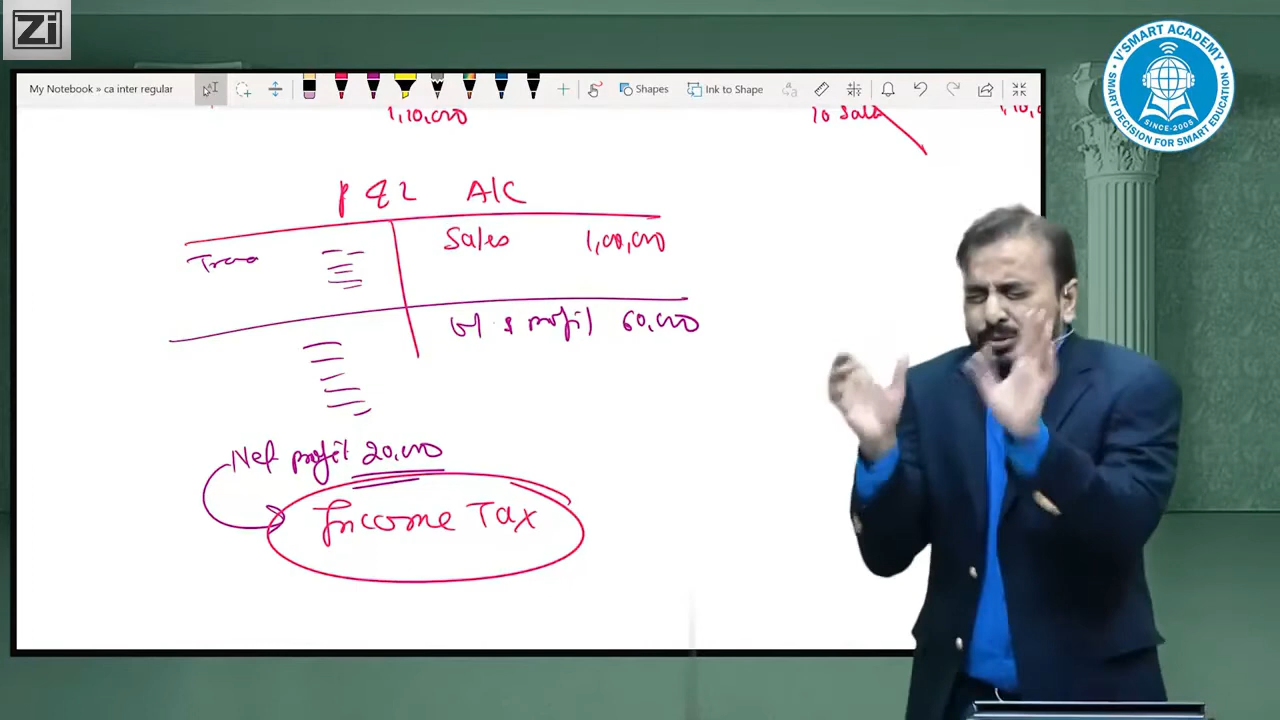 Zi
V'SMART ACADEMY
SMART DECISION FOR SMART EDUCATION
SINCE-2005
My Notebook » ca inter regular
Shapes
Ink to Shape
1,10,000
To Sale
P & L A/C
Sales 1,00,000
profit 60,000
Net profit 20,000
Income Tax